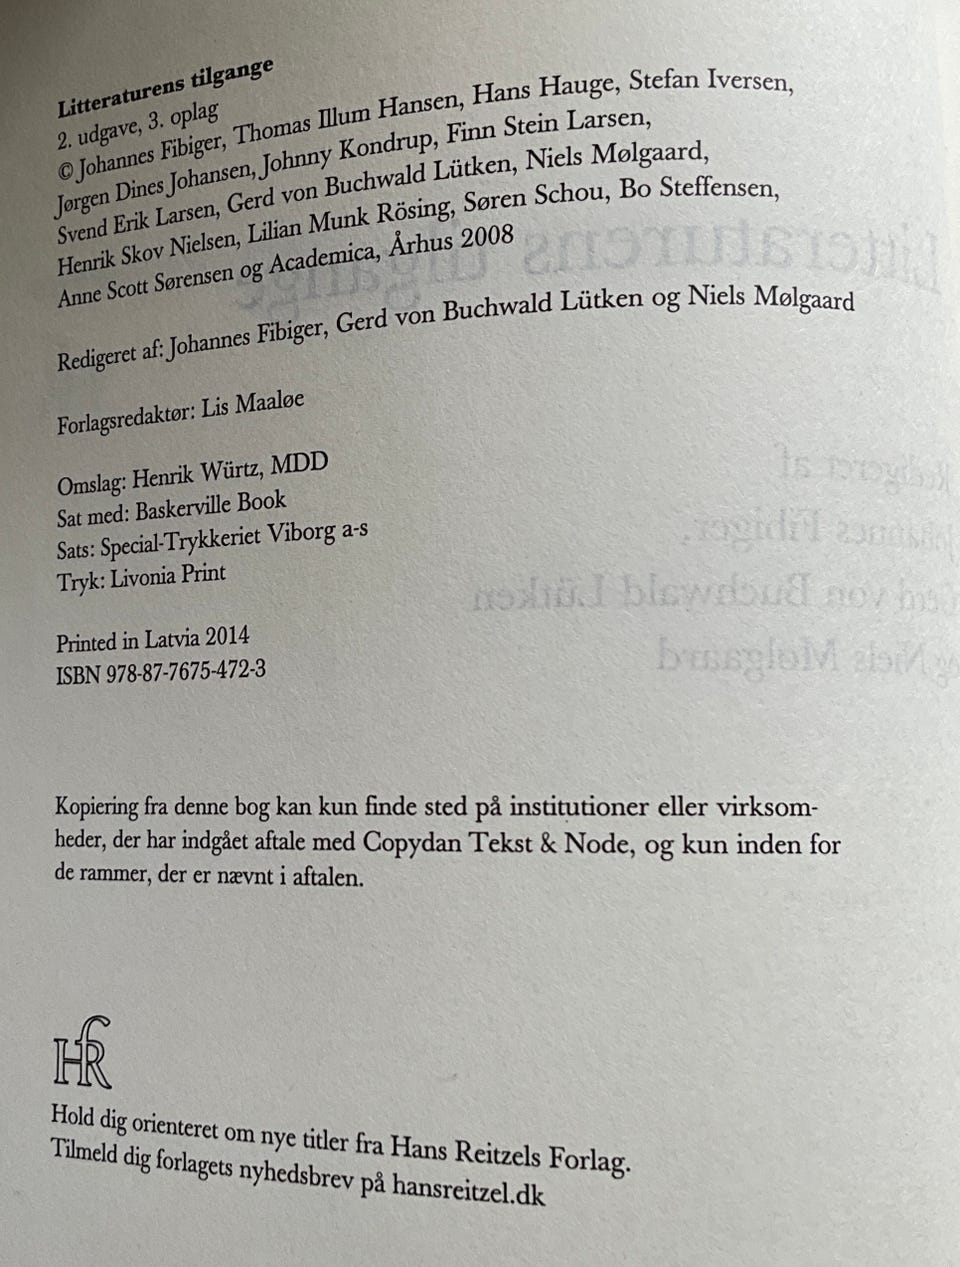 Litteraturens tilgange
2. udgave, 3. oplag
© Johannes Fibiger, Thomas Illum Hansen, Hans Hauge, Stefan Iversen,
Jørgen Dines Johansen, Johnny Kondrup, Finn Stein Larsen,
Svend Erik Larsen, Gerd von Buchwald Lütken, Niels Mølgaard,
Henrik Skov Nielsen, Lilian Munk Rösing, Søren Schou, Bo Steffensen,
Anne Scott Sørensen og Academica, Århus 2008
Redigeret af: Johannes Fibiger, Gerd von Buchwald Lütken og Niels Mølgaard
Forlagsredaktør: Lis Maaløe
Omslag: Henrik Würtz, MDD
Sat med: Baskerville Book
Sats: Special-Trykkeriet Viborg a-s
Tryk: Livonia Print
Printed in Latvia 2014
ISBN 978-87-7675-472-3
Kopiering fra denne bog kan kun finde sted på institutioner eller virksom-
heder, der har indgået aftale med Copydan Tekst & Node, og kun inden for
de rammer, der er nævnt i aftalen.
HR
Hold dig orienteret om nye titler fra Hans Reitzels Forlag.
Tilmeld dig forlagets nyhedsbrev på hansreitzel.dk